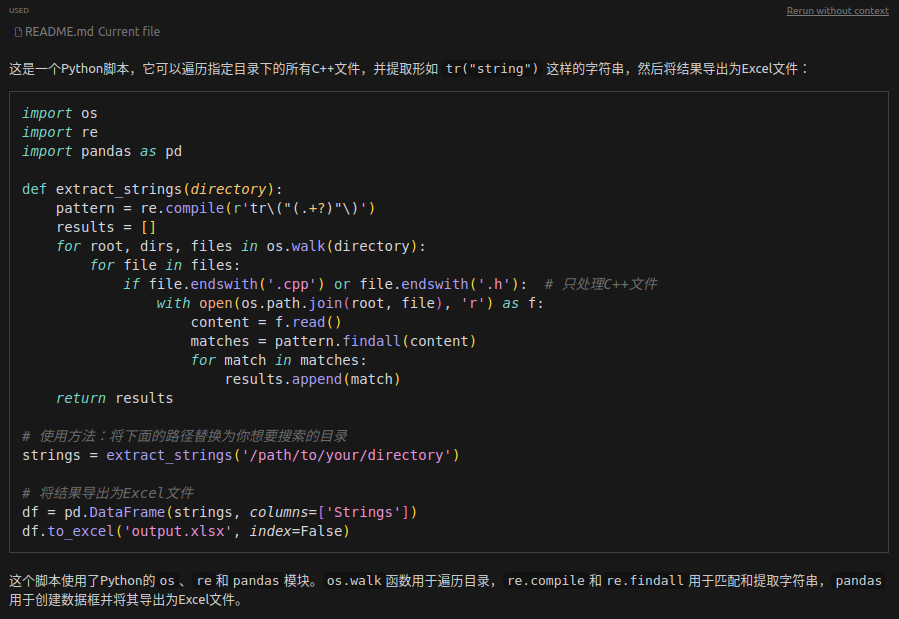 USED
Rerun without context
README.md Current file
这是一个Python脚本，它可以遍历指定目录下的所有C++文件，并提取形如 tr("string") 这样的字符串，然后将结果导出为Excel文件：
import os
import re
import pandas as pd
def extract_strings(directory):
    pattern = re.compile(r'tr\("(.+?)"\)')
    results = []
    for root, dirs, files in os.walk(directory):
        for file in files:
            if file.endswith('.cpp') or file.endswith('.h'):  # 只处理C++文件
                with open(os.path.join(root, file), 'r') as f:
                    content = f.read()
                    matches = pattern.findall(content)
                    for match in matches:
                        results.append(match)
    return results
# 使用方法：将下面的路径替换为你想要搜索的目录
strings = extract_strings('/path/to/your/directory')
# 将结果导出为Excel文件
df = pd.DataFrame(strings, columns=['Strings'])
df.to_excel('output.xlsx', index=False)
这个脚本使用了Python的 os 、 re 和 pandas 模块。 os.walk 函数用于遍历目录， re.compile 和 re.findall 用于匹配和提取字符串， pandas
用于创建数据框并将其导出为Excel文件。